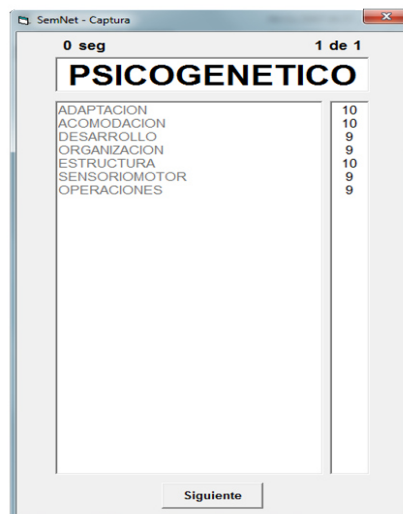 SemNet - Captura
0 seg 1 de 1
PSICOGENETICO
ADAPTACION 10
ACOMODACION 10
DESARROLLO 9
ORGANIZACION 9
ESTRUCTURA 10
SENSORIOMOTOR 9
OPERACIONES 9
Siguiente